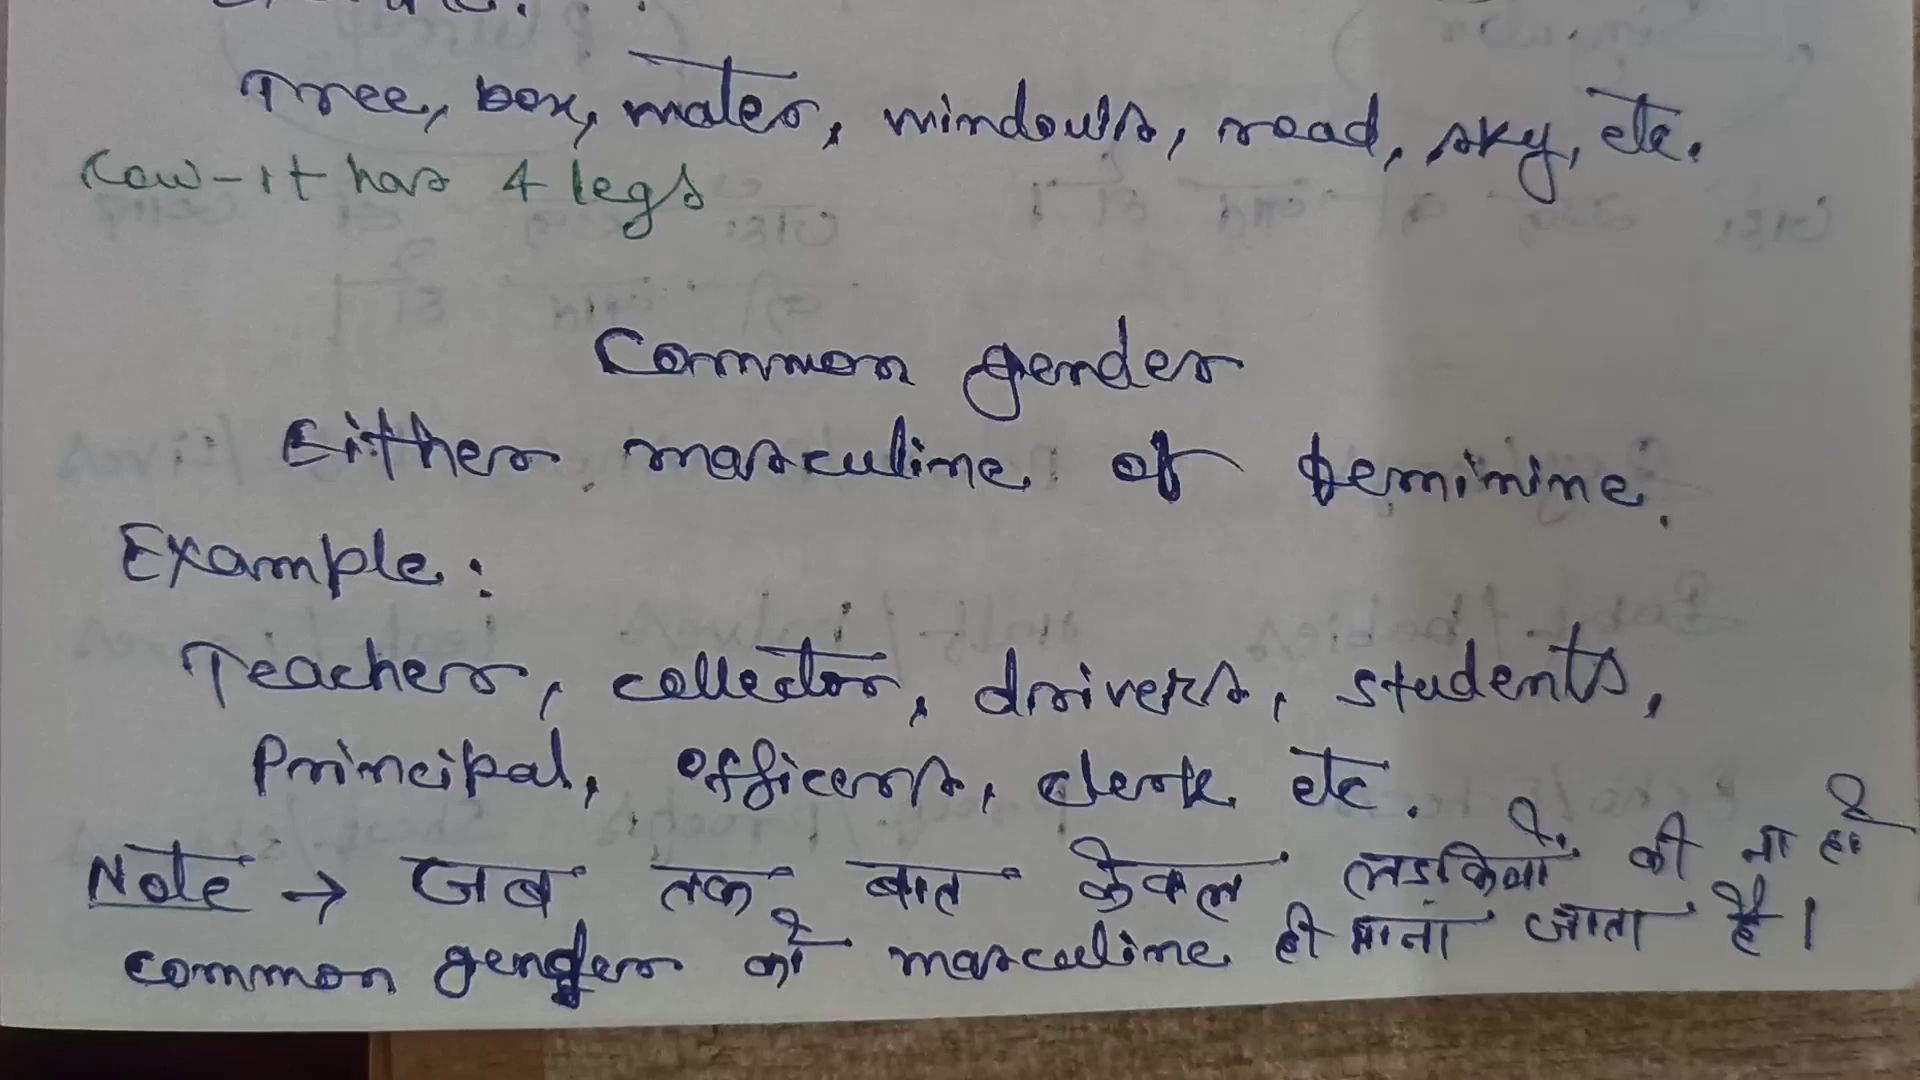 Tree, box, water, windows, road, sky, etc.
Cow - it has 4 legs
Common gender
Either masculine of feminine.
Example:
Teacher, collector, drivers, students,
Principal, officers, clerk etc.
Note → जब तक बात केवल लड़कियों की ना हो
common gender को masculine ही माना जाता है।